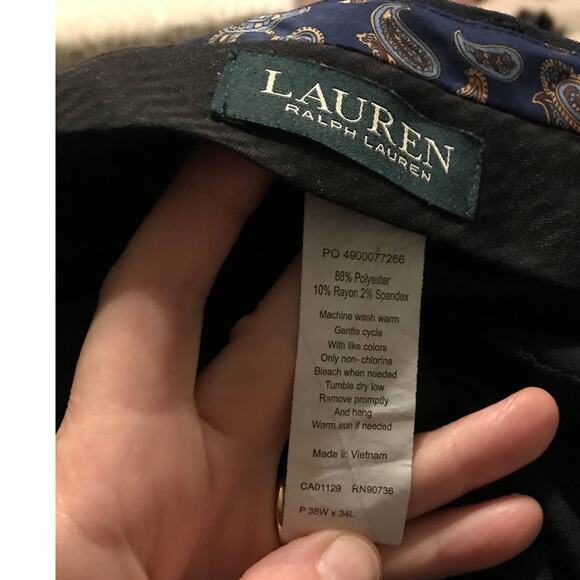 LAUREN
RALPH LAUREN
PO 4900077266
88% Polyester
10% Rayon 2% Spandex
Machine wash warm
Gentle cycle
With like colors
Only non- chlorine
Bleach when needed
Tumble dry low
Remove promptly
And hang
Warm iron if needed
Made in Vietnam
CA01129 RN90736
P 38W x 34L